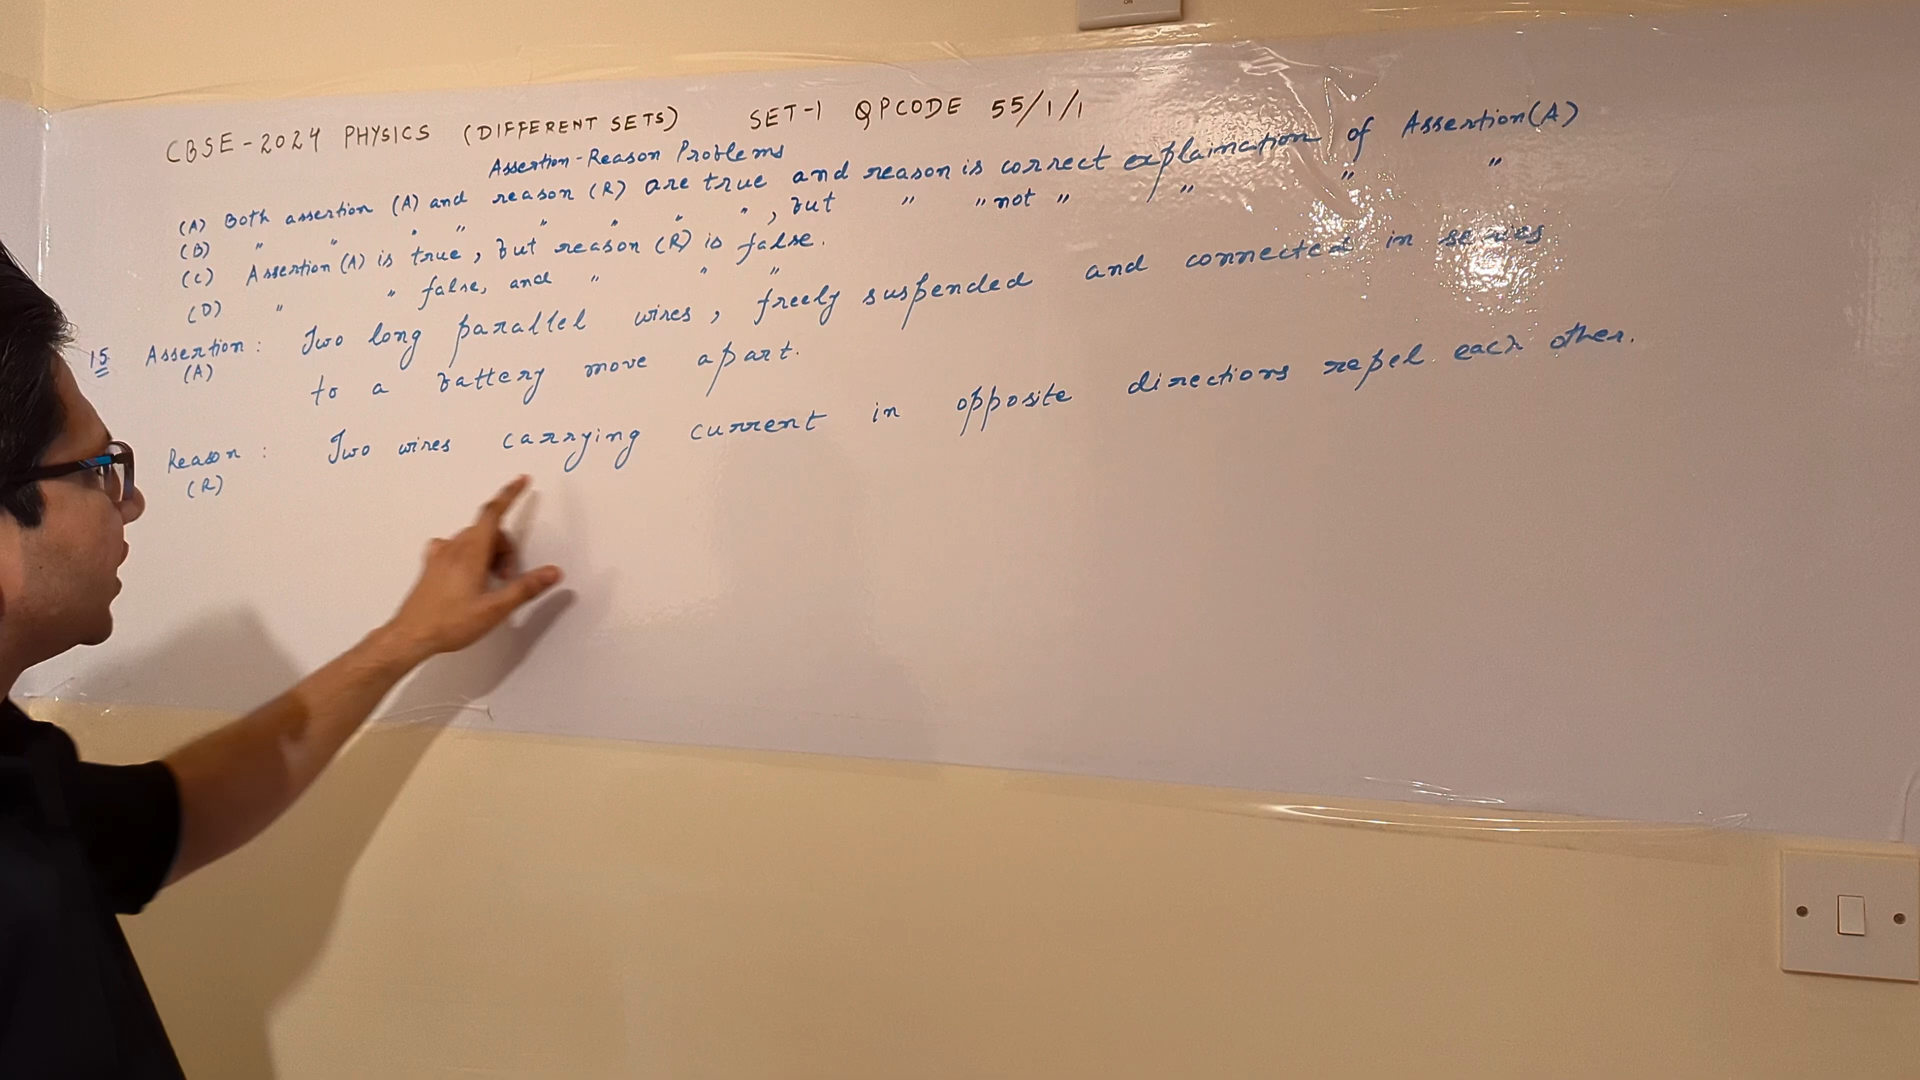 CBSE-2024 PHYSICS (DIFFERENT SETS) SET-1 QPCODE 55/1/1
Assertion-Reason Problems
(A) Both assertion (A) and reason (R) are true and reason is correct explaination of Assertion(A)
(B) " " " " " " " " , but " " not " " " "
(C) Assertion (A) is true, but reason (R) is false.
(D) " " false, and " " "
15 Assertion : Two long parallel wires, freely suspended and connected in series
(A) to a battery move apart.
Reason : Two wires carrying current in opposite directions repel each other.
(R)
ON